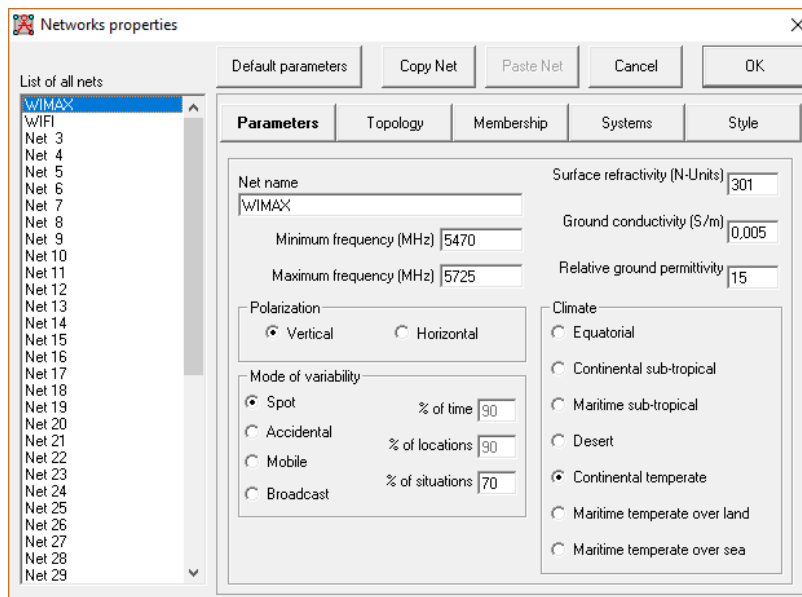 Networks properties
Default parameters
Copy Net
Paste Net
Cancel
OK
List of all nets
WIMAX
WIFI
Net 3
Net 4
Net 5
Net 6
Net 7
Net 8
Net 9
Net 10
Net 11
Net 12
Net 13
Net 14
Net 15
Net 16
Net 17
Net 18
Net 19
Net 20
Net 21
Net 22
Net 23
Net 24
Net 25
Net 26
Net 27
Net 28
Net 29
Parameters
Topology
Membership
Systems
Style
Net name
WIMAX
Minimum frequency (MHz) 5470
Maximum frequency (MHz) 5725
Surface refractivity (N-Units) 301
Ground conductivity (S/m) 0,005
Relative ground permittivity 15
Polarization
Vertical
Horizontal
Mode of variability
Spot
Accidental
Mobile
Broadcast
% of time 90
% of locations 90
% of situations 70
Climate
Equatorial
Continental sub-tropical
Maritime sub-tropical
Desert
Continental temperate
Maritime temperate over land
Maritime temperate over sea